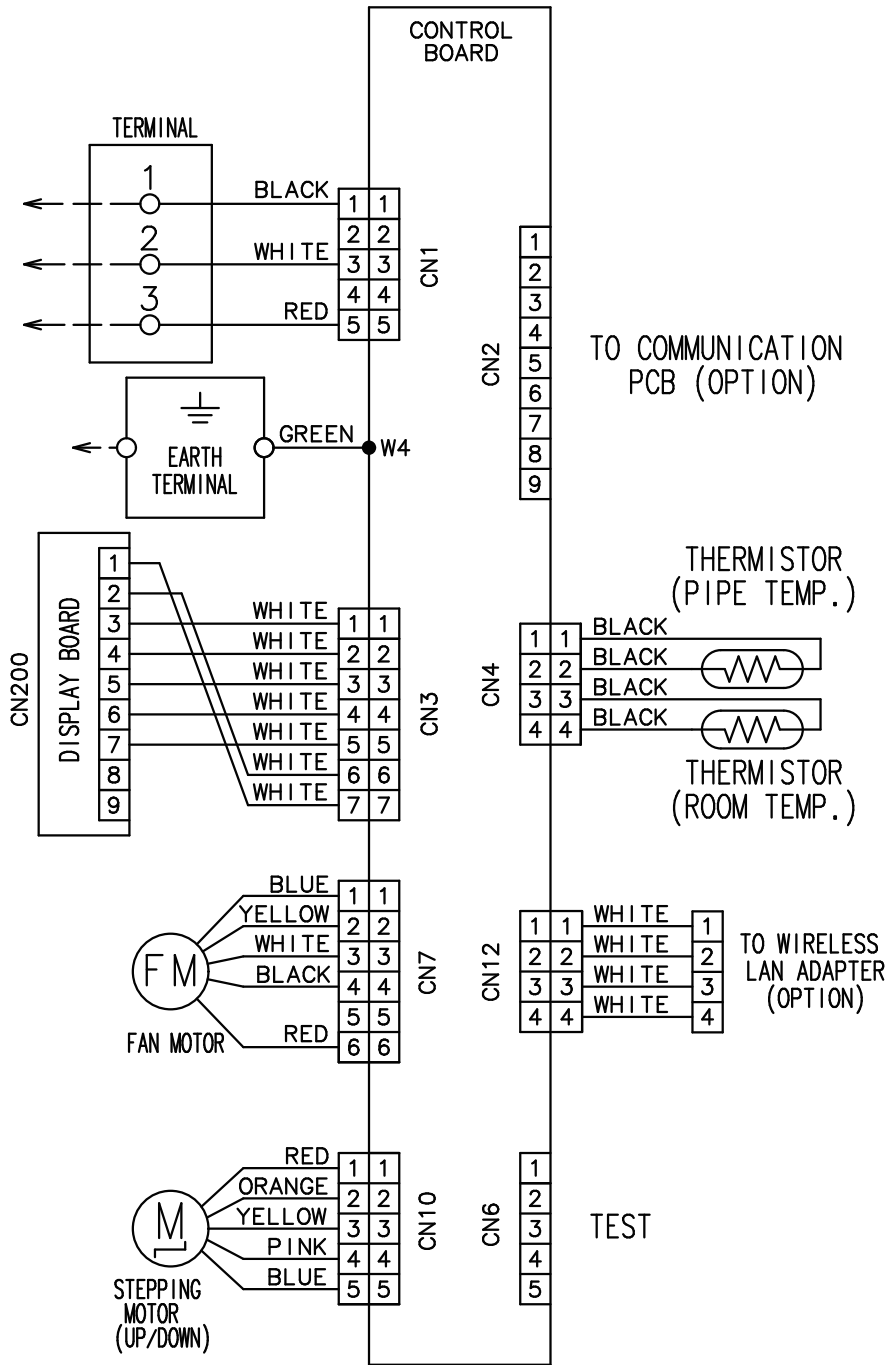 CONTROL
BOARD
TERMINAL
1
BLACK
1 1
2 2
2
WHITE
3 3
4 4
3
RED
5 5
CN1
EARTH
TERMINAL
GREEN
W4
CN2
1
2
3
4
5
6
7
8
9
TO COMMUNICATION
PCB (OPTION)
CN200
DISPLAY BOARD
1
2
3
4
5
6
7
8
9
WHITE
WHITE
WHITE
WHITE
WHITE
WHITE
WHITE
1 1
2 2
3 3
4 4
5 5
6 6
7 7
CN3
THERMISTOR
(PIPE TEMP.)
CN4
1 1 BLACK
2 2 BLACK
3 3 BLACK
4 4 BLACK
THERMISTOR
(ROOM TEMP.)
FM
FAN MOTOR
BLUE 1 1
YELLOW 2 2
WHITE 3 3
BLACK 4 4
5 5
RED 6 6
CN7
CN12
1 1 WHITE 1
2 2 WHITE 2
3 3 WHITE 3
4 4 WHITE 4
TO WIRELESS
LAN ADAPTER
(OPTION)
M
STEPPING
MOTOR
(UP/DOWN)
RED 1 1
ORANGE 2 2
YELLOW 3 3
PINK 4 4
BLUE 5 5
CN10
CN6
1
2
3
4
5
TEST